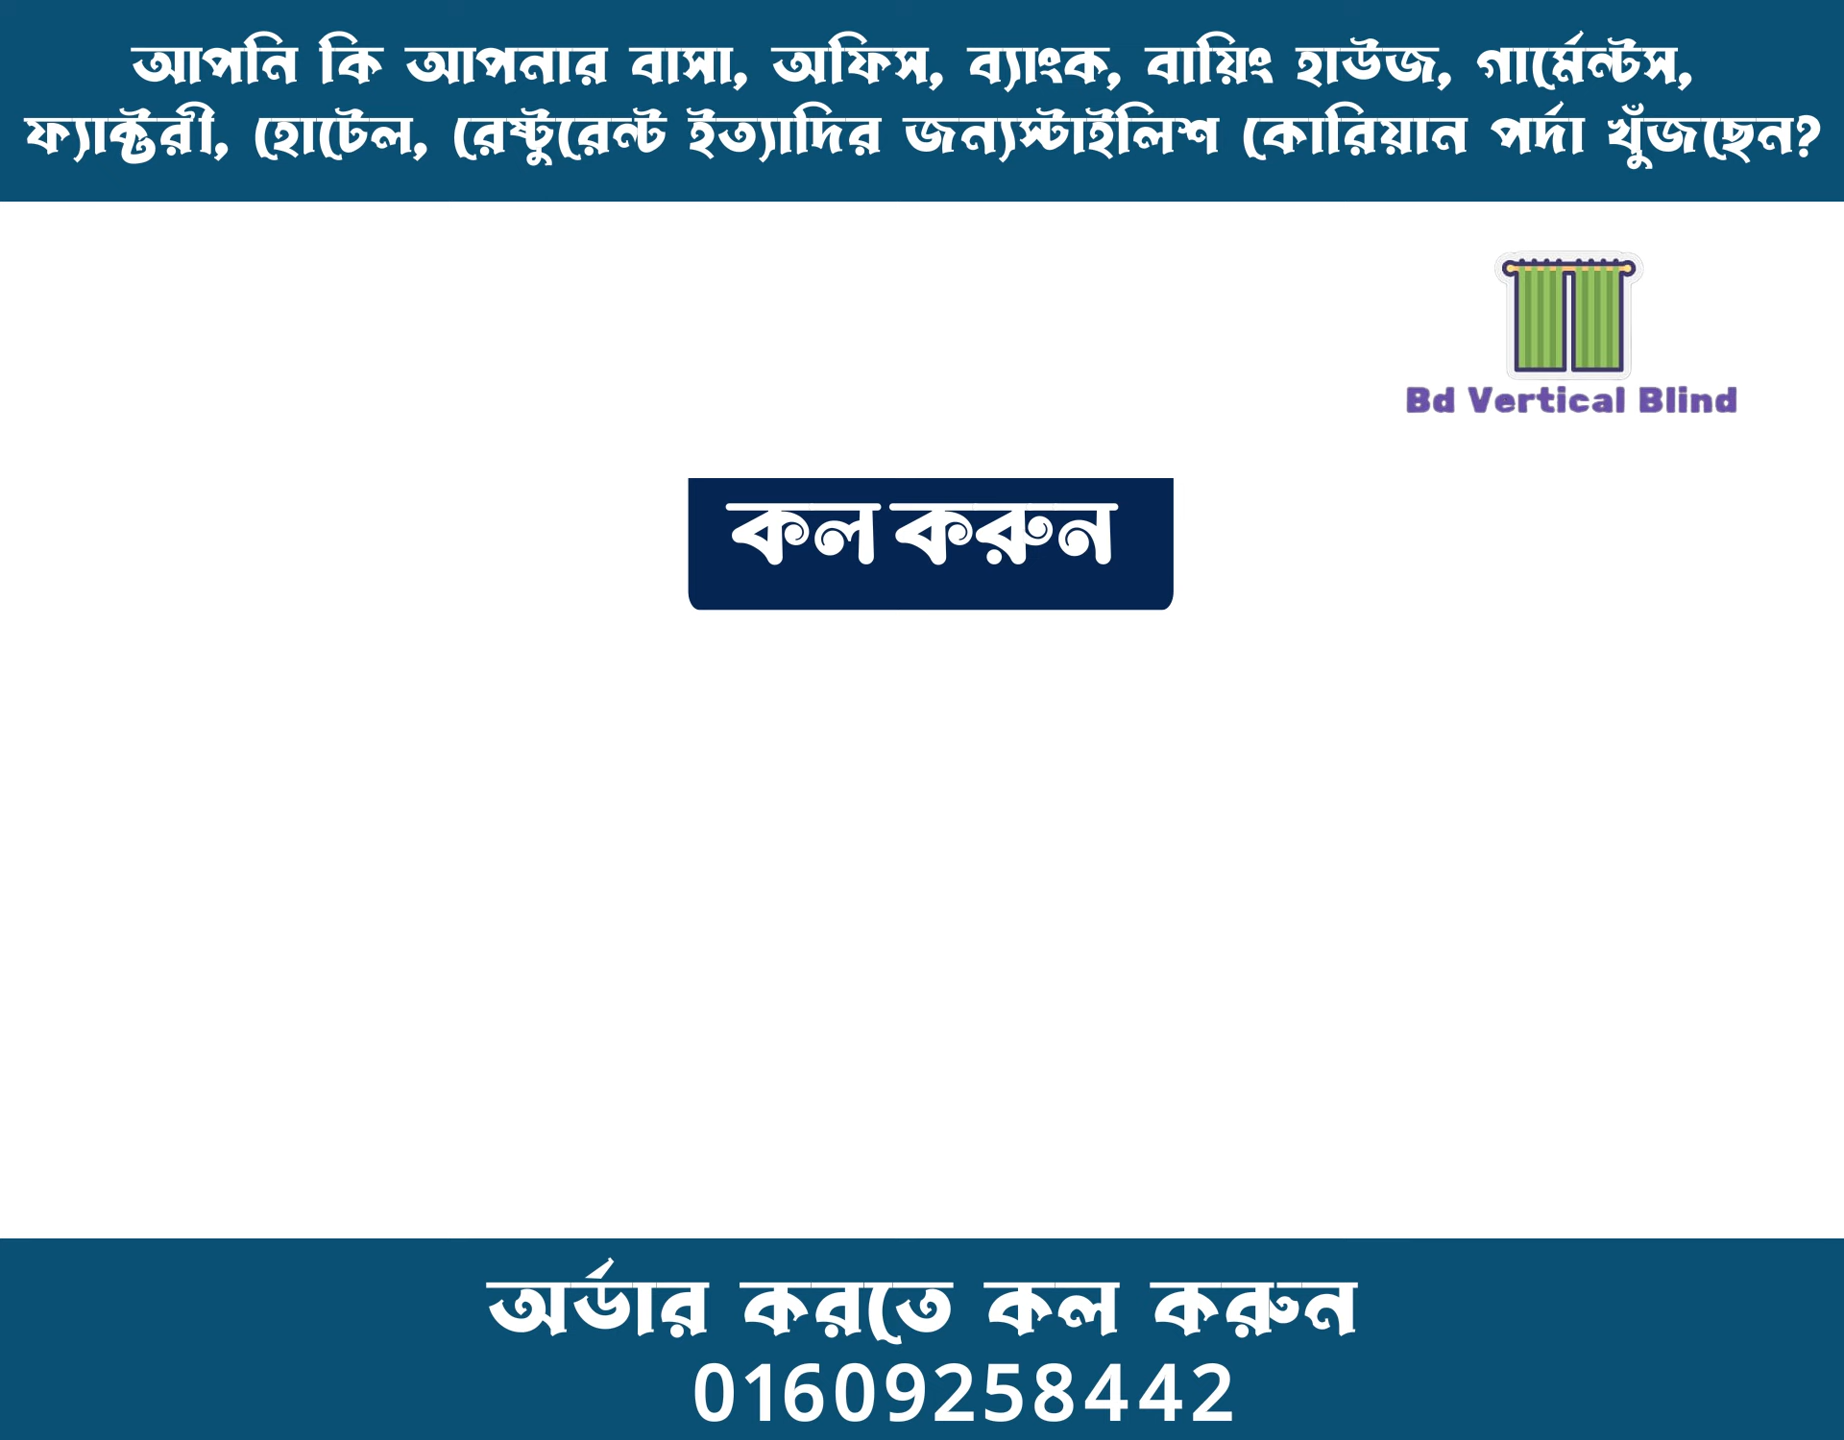 আপনি কি আপনার বাসা, অফিস, ব্যাংক, বায়িং হাউজ, গার্মেন্টস,
ফ্যাক্টরী, হোটেল, রেষ্টুরেন্ট ইত্যাদির জন্যস্টাইলিশ কোরিয়ান পর্দা খুঁজছেন?
Bd Vertical Blind
কল করুন
অর্ডার করতে কল করুন
01609258442